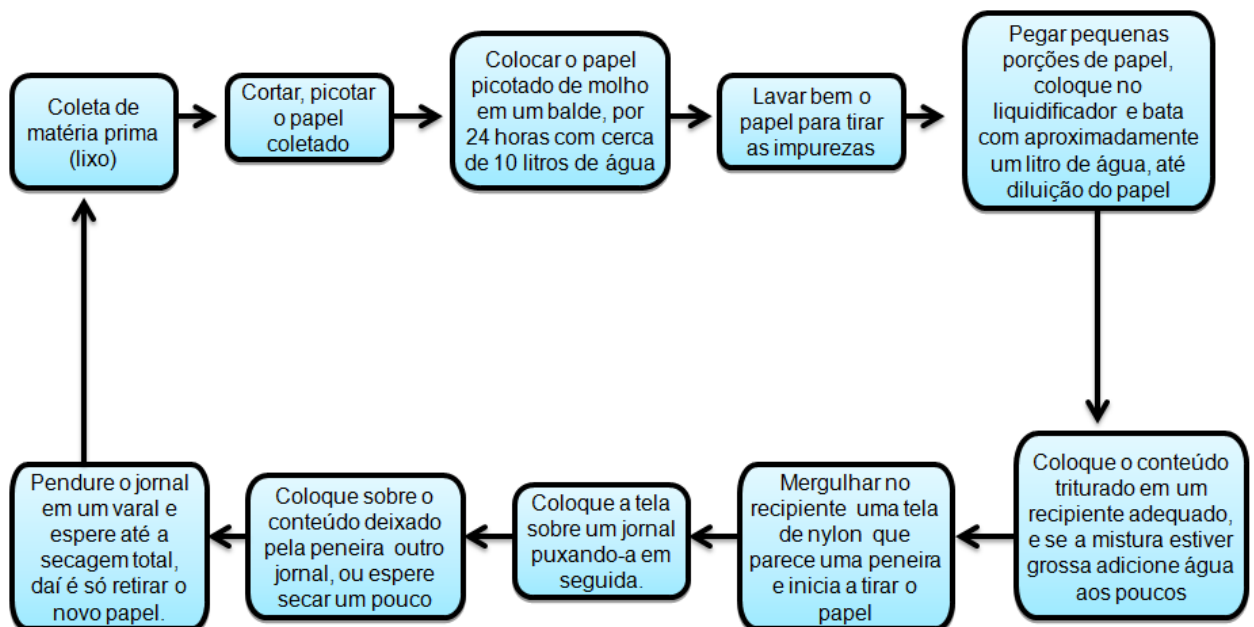 Coleta de
matéria prima
(lixo)
Cortar, picotar
o papel
coletado
Colocar o papel
picotado de molho
em um balde, por
24 horas com cerca
de 10 litros de água
Lavar bem o
papel para tirar
as impurezas
Pegar pequenas
porções de papel,
coloque no
liquidificador e bata
com aproximadamente
um litro de água, até
diluição do papel
Coloque o conteúdo
triturado em um
recipiente adequado,
e se a mistura estiver
grossa adicione água
aos poucos
Mergulhar no
recipiente uma tela
de nylon que
parece uma peneira
e inicia a tirar o
papel
Coloque a tela
sobre um jornal
puxando-a em
seguida.
Coloque sobre o
conteúdo deixado
pela peneira outro
jornal, ou espere
secar um pouco
Pendure o jornal
em um varal e
espere até a
secagem total,
daí é só retirar o
novo papel.